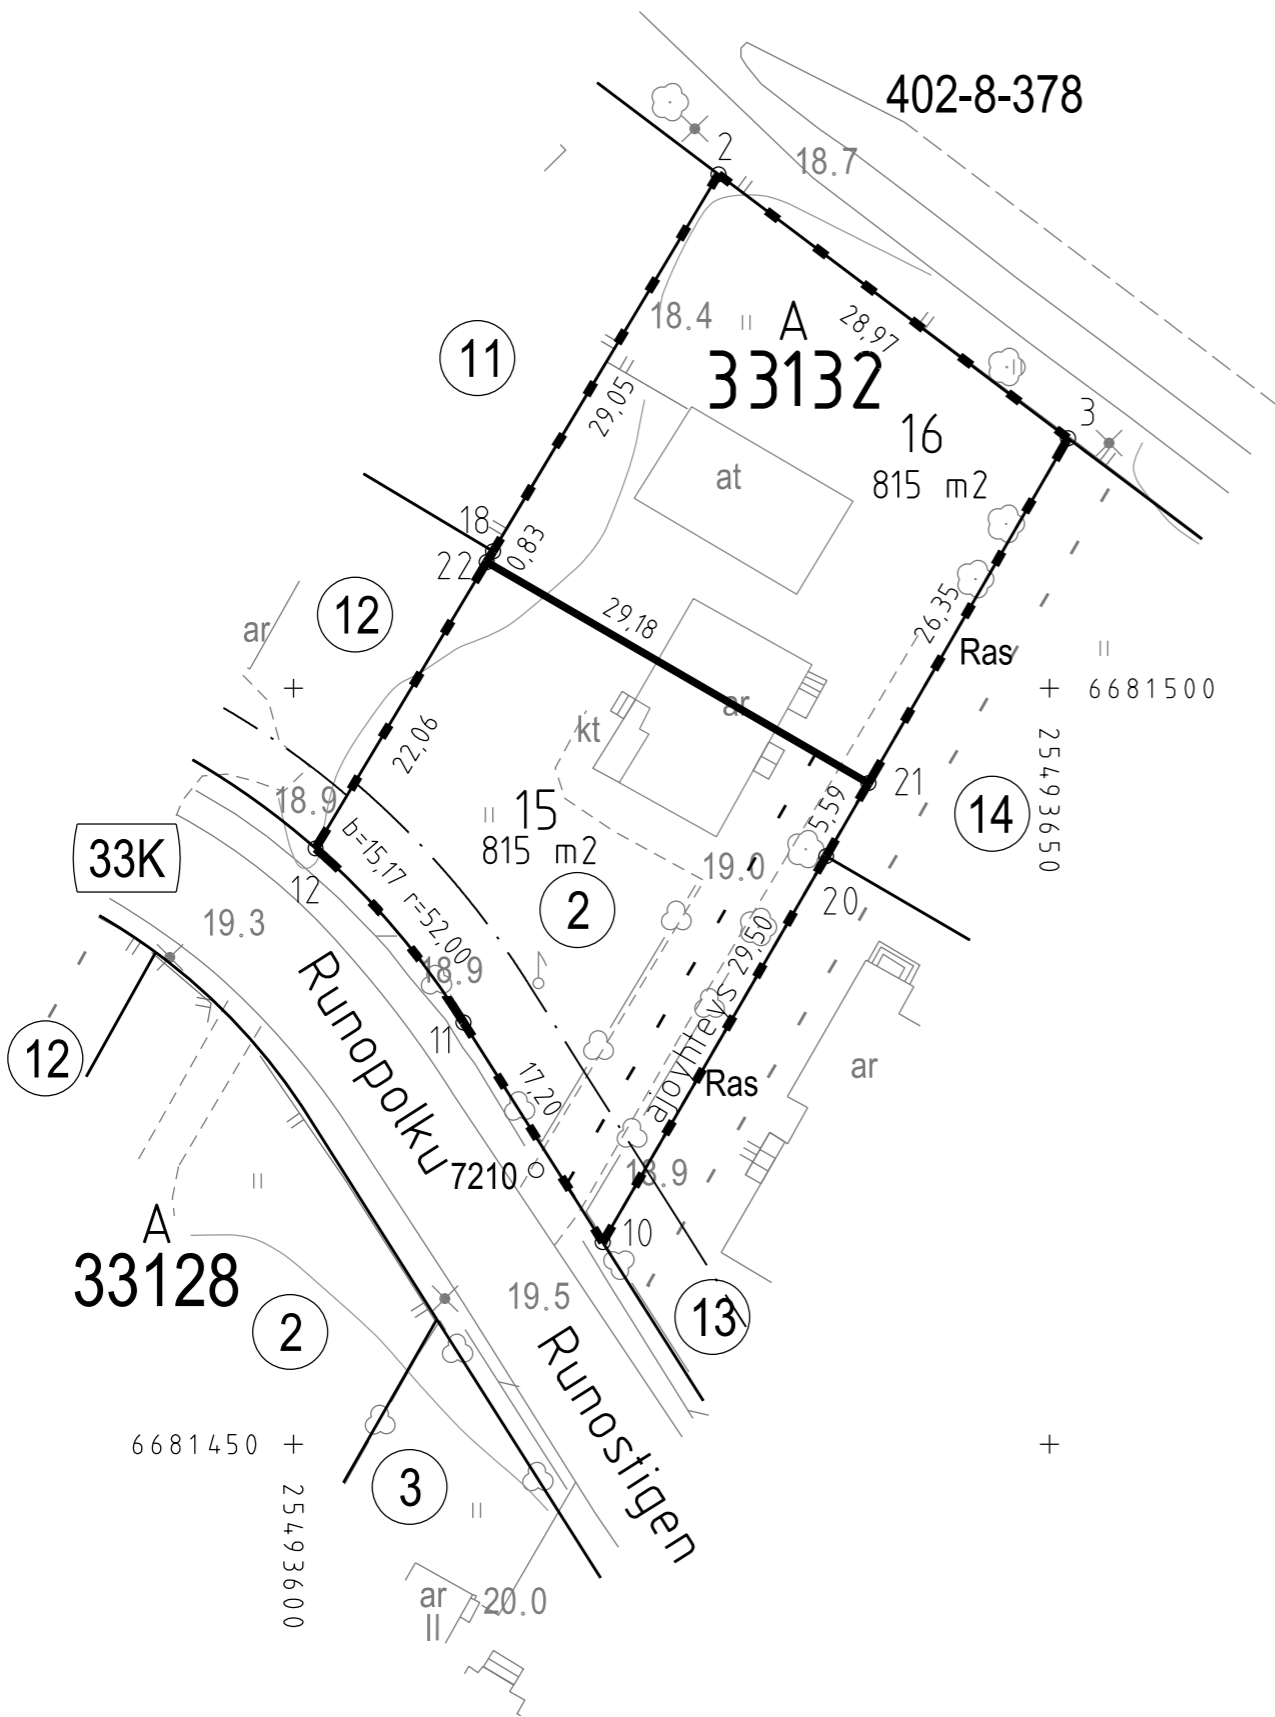 402-8-378
2
18.7
18.4
A
28,97
11
33132
29,05
3
16
at
815 m2
18
0,83
22
29,18
12
26,35
ar
Ras
6681500
ar
kt
22,06
25493650
21
5,59
18.9
15
14
b=15,17 r=52,00
815 m2
33K
19.0
12
20
2
19.3
29,50
18.9
Runopolku
11
12
ajoyhteys
ar
Ras
17,20
7210
18.9
A
10
33128
19.5
13
2
Runostigen
6681450
3
25493600
ar
20.0
II